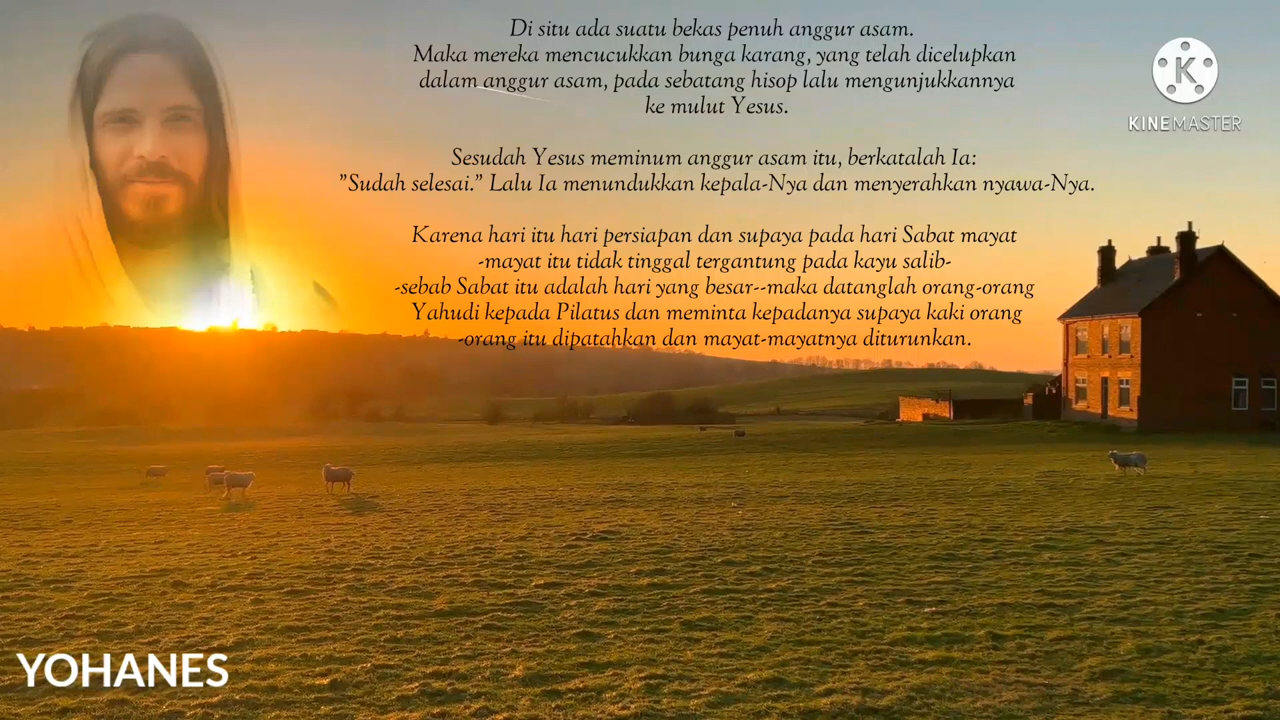 Di situ ada suatu bekas penuh anggur asam.
Maka mereka mencucukkan bunga karang, yang telah dicelupkan
dalam anggur asam, pada sebatang hisop lalu mengunjukkannya
ke mulut Yesus.
Sesudah Yesus meminum anggur asam itu, berkatalah Ia:
"Sudah selesai." Lalu Ia menundukkan kepala-Nya dan menyerahkan nyawa-Nya.
Karena hari itu hari persiapan dan supaya pada hari Sabat mayat
-mayat itu tidak tinggal tergantung pada kayu salib-
-sebab Sabat itu adalah hari yang besar--maka datanglah orang-orang
Yahudi kepada Pilatus dan meminta kepadanya supaya kaki orang
-orang itu dipatahkan dan mayat-mayatnya diturunkan.
K
KINEMASTER
YOHANES